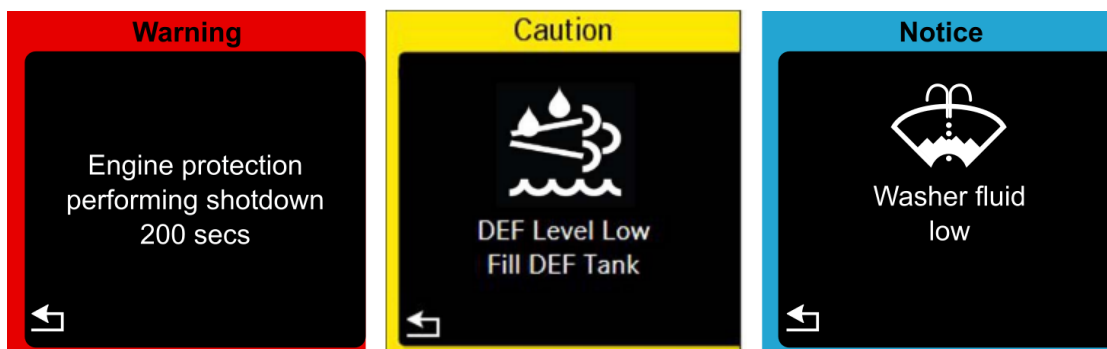 Warning
Engine protection
performing shotdown
200 secs
Caution
DEF Level Low
Fill DEF Tank
Notice
Washer fluid
low